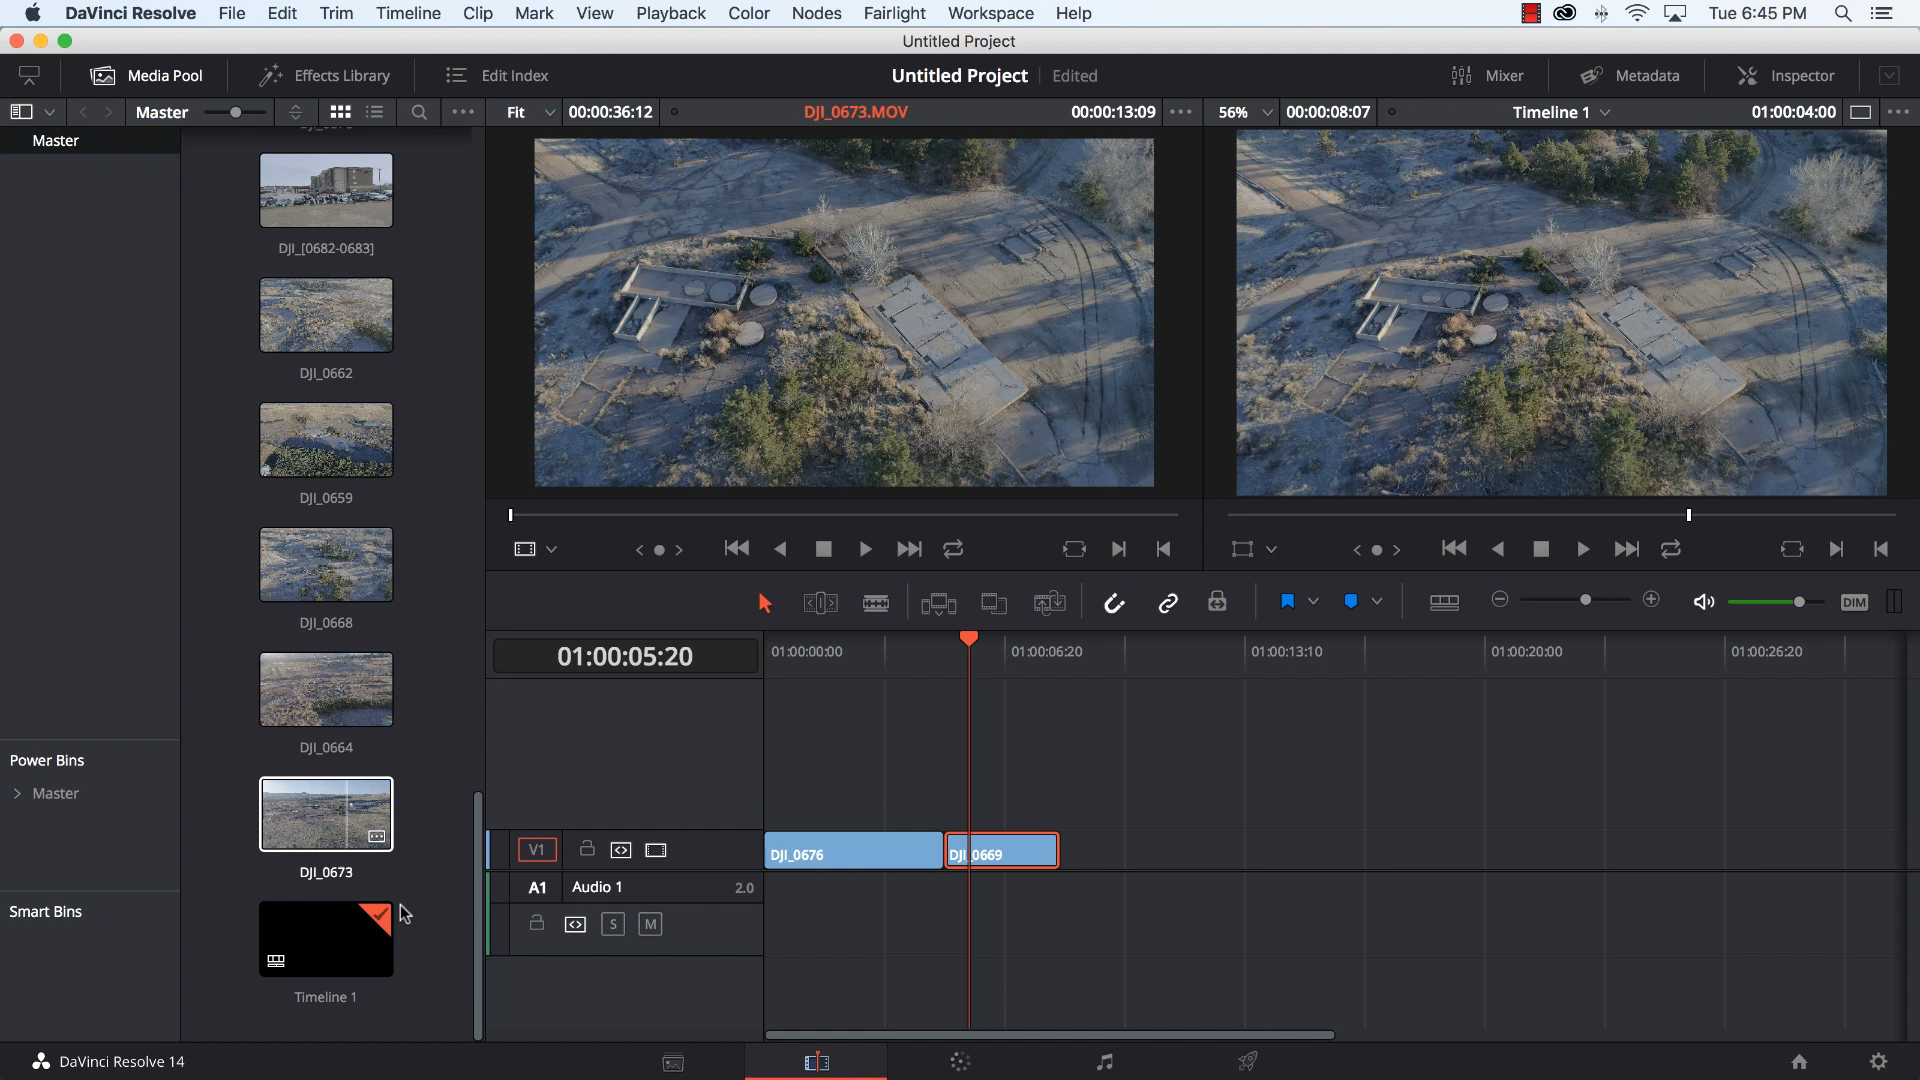 DaVinci Resolve File Edit Trim Timeline Clip Mark View Playback Color Nodes Fairlight Workspace Help Tue 6:45 PM
Untitled Project
Media Pool Effects Library Edit Index Untitled Project Edited Mixer Metadata Inspector
Master Fit 00:00:36:12 DJI_0673.MOV 00:00:13:09 56% 00:00:08:07 Timeline 1 01:00:04:00
Master
DJI_[0682-0683]
DJI_0662
DJI_0659
DJI_0668
DJI_0664
DJI_0673
Timeline 1
Power Bins
Master
Smart Bins
DIM
01:00:05:20 01:00:00:00 01:00:06:20 01:00:13:10 01:00:20:00 01:00:26:20
V1 DJI_0676 DJI_0669
A1 Audio 1 2.0
S M
DaVinci Resolve 14